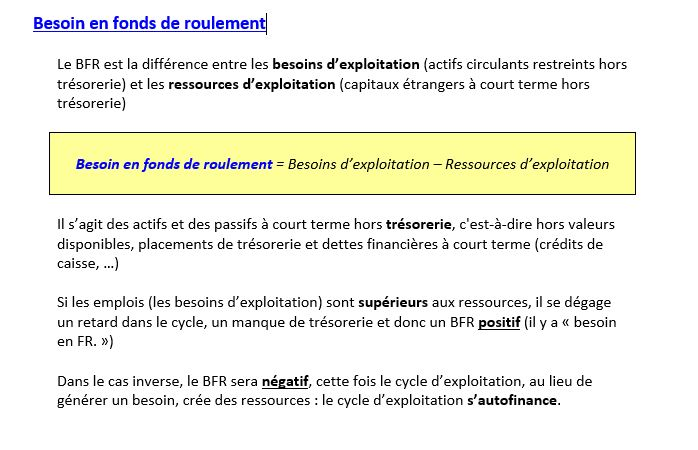 Besoin en fonds de roulement
Le BFR est la différence entre les besoins d’exploitation (actifs circulants restreints hors
trésorerie) et les ressources d’exploitation (capitaux étrangers à court terme hors
trésorerie)
Besoin en fonds de roulement = Besoins d’exploitation – Ressources d’exploitation
Il s’agit des actifs et des passifs à court terme hors trésorerie, c'est-à-dire hors valeurs
disponibles, placements de trésorerie et dettes financières à court terme (crédits de
caisse, …)
Si les emplois (les besoins d’exploitation) sont supérieurs aux ressources, il se dégage
un retard dans le cycle, un manque de trésorerie et donc un BFR positif (il y a « besoin
en FR. »)
Dans le cas inverse, le BFR sera négatif, cette fois le cycle d’exploitation, au lieu de
générer un besoin, crée des ressources : le cycle d’exploitation s’autofinance.